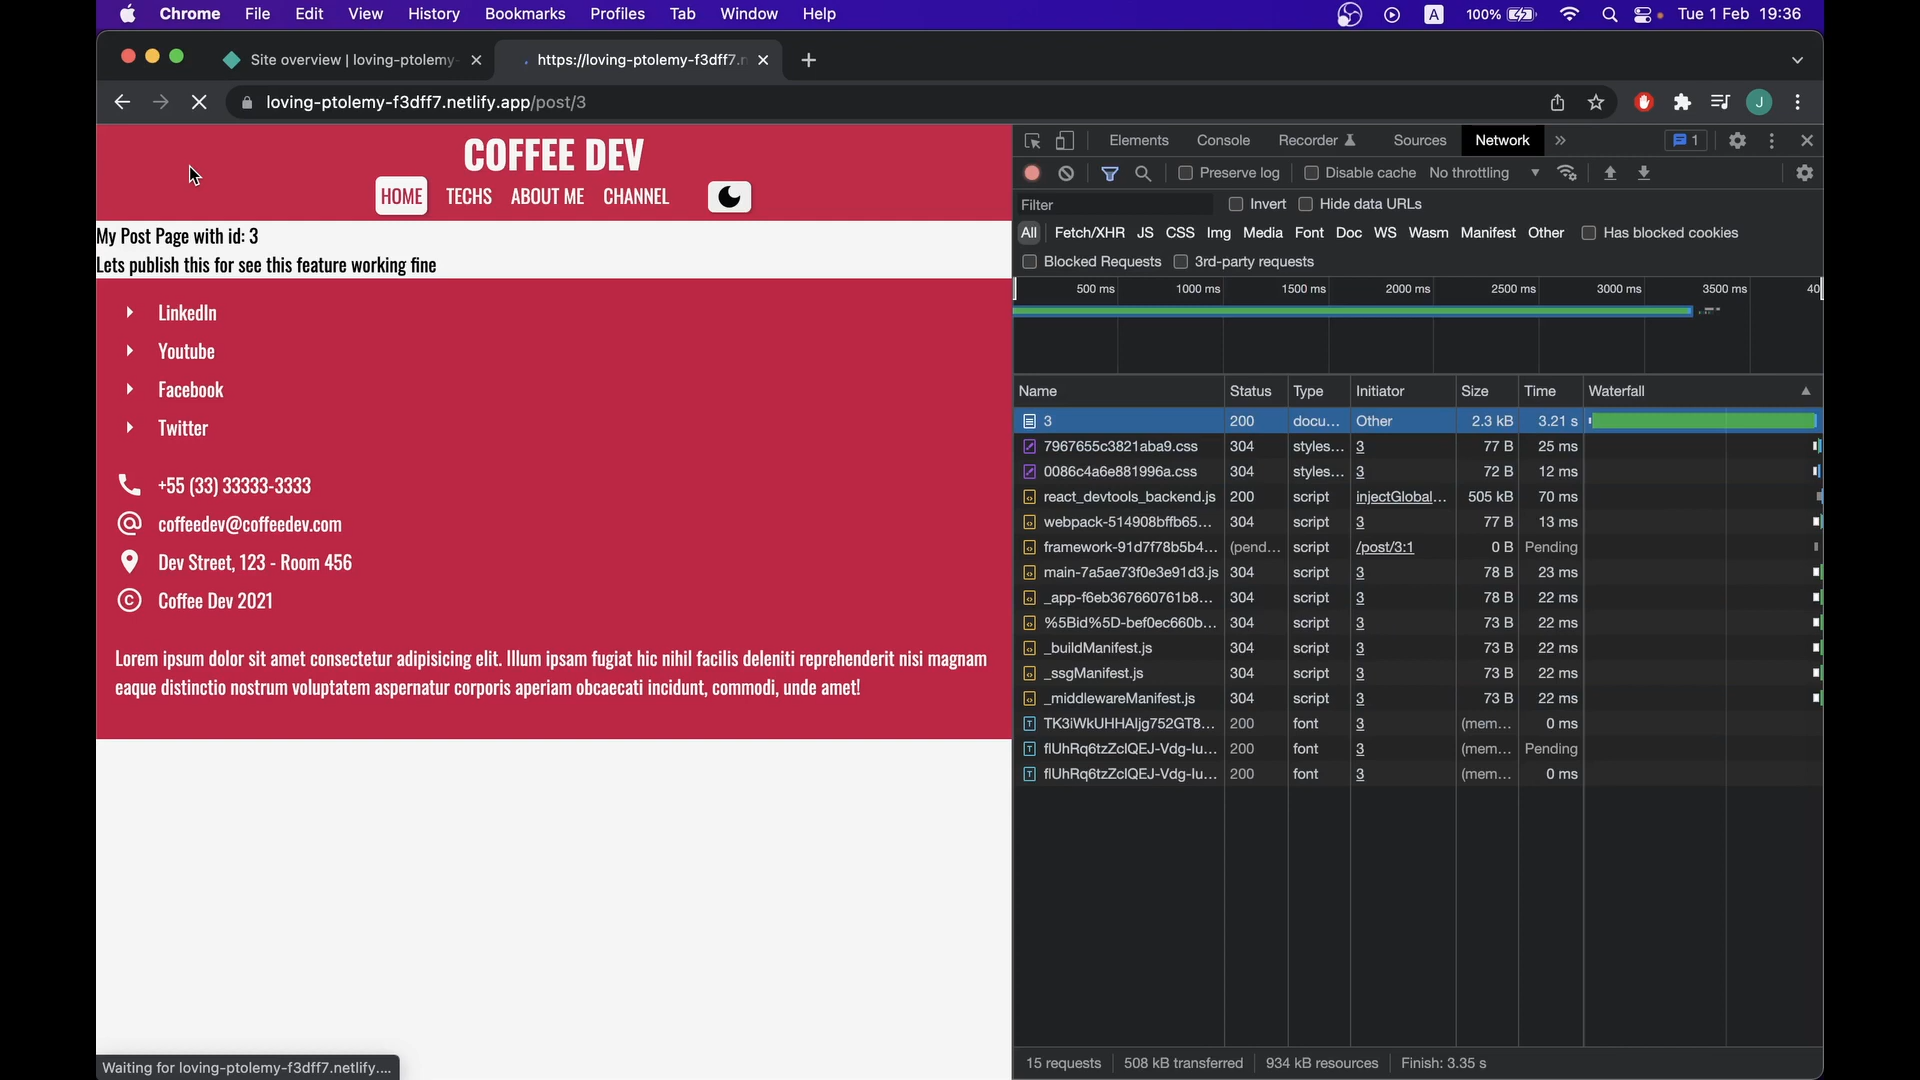 Chrome File Edit View History Bookmarks Profiles Tab Window Help A 100% Tue 1 Feb 19:36
Site overview | loving-ptolemy- https://loving-ptolemy-f3dff7.n
loving-ptolemy-f3dff7.netlify.app/post/3 J
COFFEE DEV
HOME TECHS ABOUT ME CHANNEL
My Post Page with id: 3
Lets publish this for see this feature working fine
LinkedIn
Youtube
Facebook
Twitter
+55 (33) 33333-3333
coffeedev@coffeedev.com
Dev Street, 123 - Room 456
Coffee Dev 2021
Lorem ipsum dolor sit amet consectetur adipisicing elit. Illum ipsam fugiat hic nihil facilis deleniti reprehenderit nisi magnam
eaque distinctio nostrum voluptatem aspernatur corporis aperiam obcaecati incidunt, commodi, unde amet!
Waiting for loving-ptolemy-f3dff7.netlify....
Elements Console Recorder Sources Network » 1
Preserve log Disable cache No throttling
Filter Invert Hide data URLs
All Fetch/XHR JS CSS Img Media Font Doc WS Wasm Manifest Other Has blocked cookies
Blocked Requests 3rd-party requests
500 ms 1000 ms 1500 ms 2000 ms 2500 ms 3000 ms 3500 ms 40
Name Status Type Initiator Size Time Waterfall
3 200 docu... Other 2.3 kB 3.21 s
7967655c3821aba9.css 304 styles... 3 77 B 25 ms
0086c4a6e881996a.css 304 styles... 3 72 B 12 ms
react_devtools_backend.js 200 script injectGlobal... 505 kB 70 ms
webpack-514908bffb65... 304 script 3 77 B 13 ms
framework-91d7f78b5b4... (pend... script /post/3:1 0 B Pending
main-7a5ae73f0e3e91d3.js 304 script 3 78 B 23 ms
_app-f6eb367660761b8... 304 script 3 78 B 22 ms
%5Bid%5D-bef0ec660b... 304 script 3 73 B 22 ms
_buildManifest.js 304 script 3 73 B 22 ms
_ssgManifest.js 304 script 3 73 B 22 ms
_middlewareManifest.js 304 script 3 73 B 22 ms
TK3iWkUHHAIjg752GT8... 200 font 3 (mem... 0 ms
flUhRq6tzZclQEJ-Vdg-Iu... 200 font 3 (mem... Pending
flUhRq6tzZclQEJ-Vdg-Iu... 200 font 3 (mem... 0 ms
15 requests 508 kB transferred 934 kB resources Finish: 3.35 s